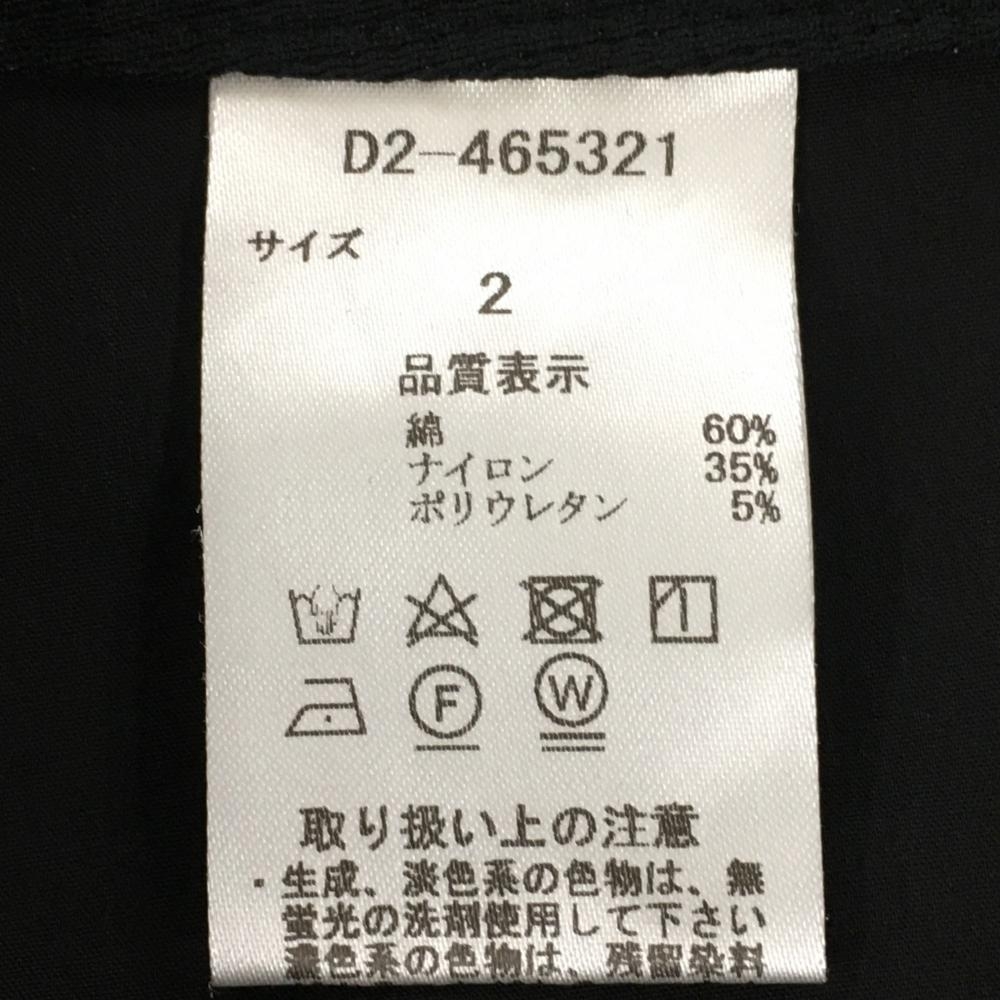 D2-465321
サイズ
2
品質表示
綿 60%
ナイロン 35%
ポリウレタン 5%
F
W
取り扱い上の注意
・生成、淡色系の色物は、無
蛍光の洗剤使用して下さい
濃色系の色物は、残留染料